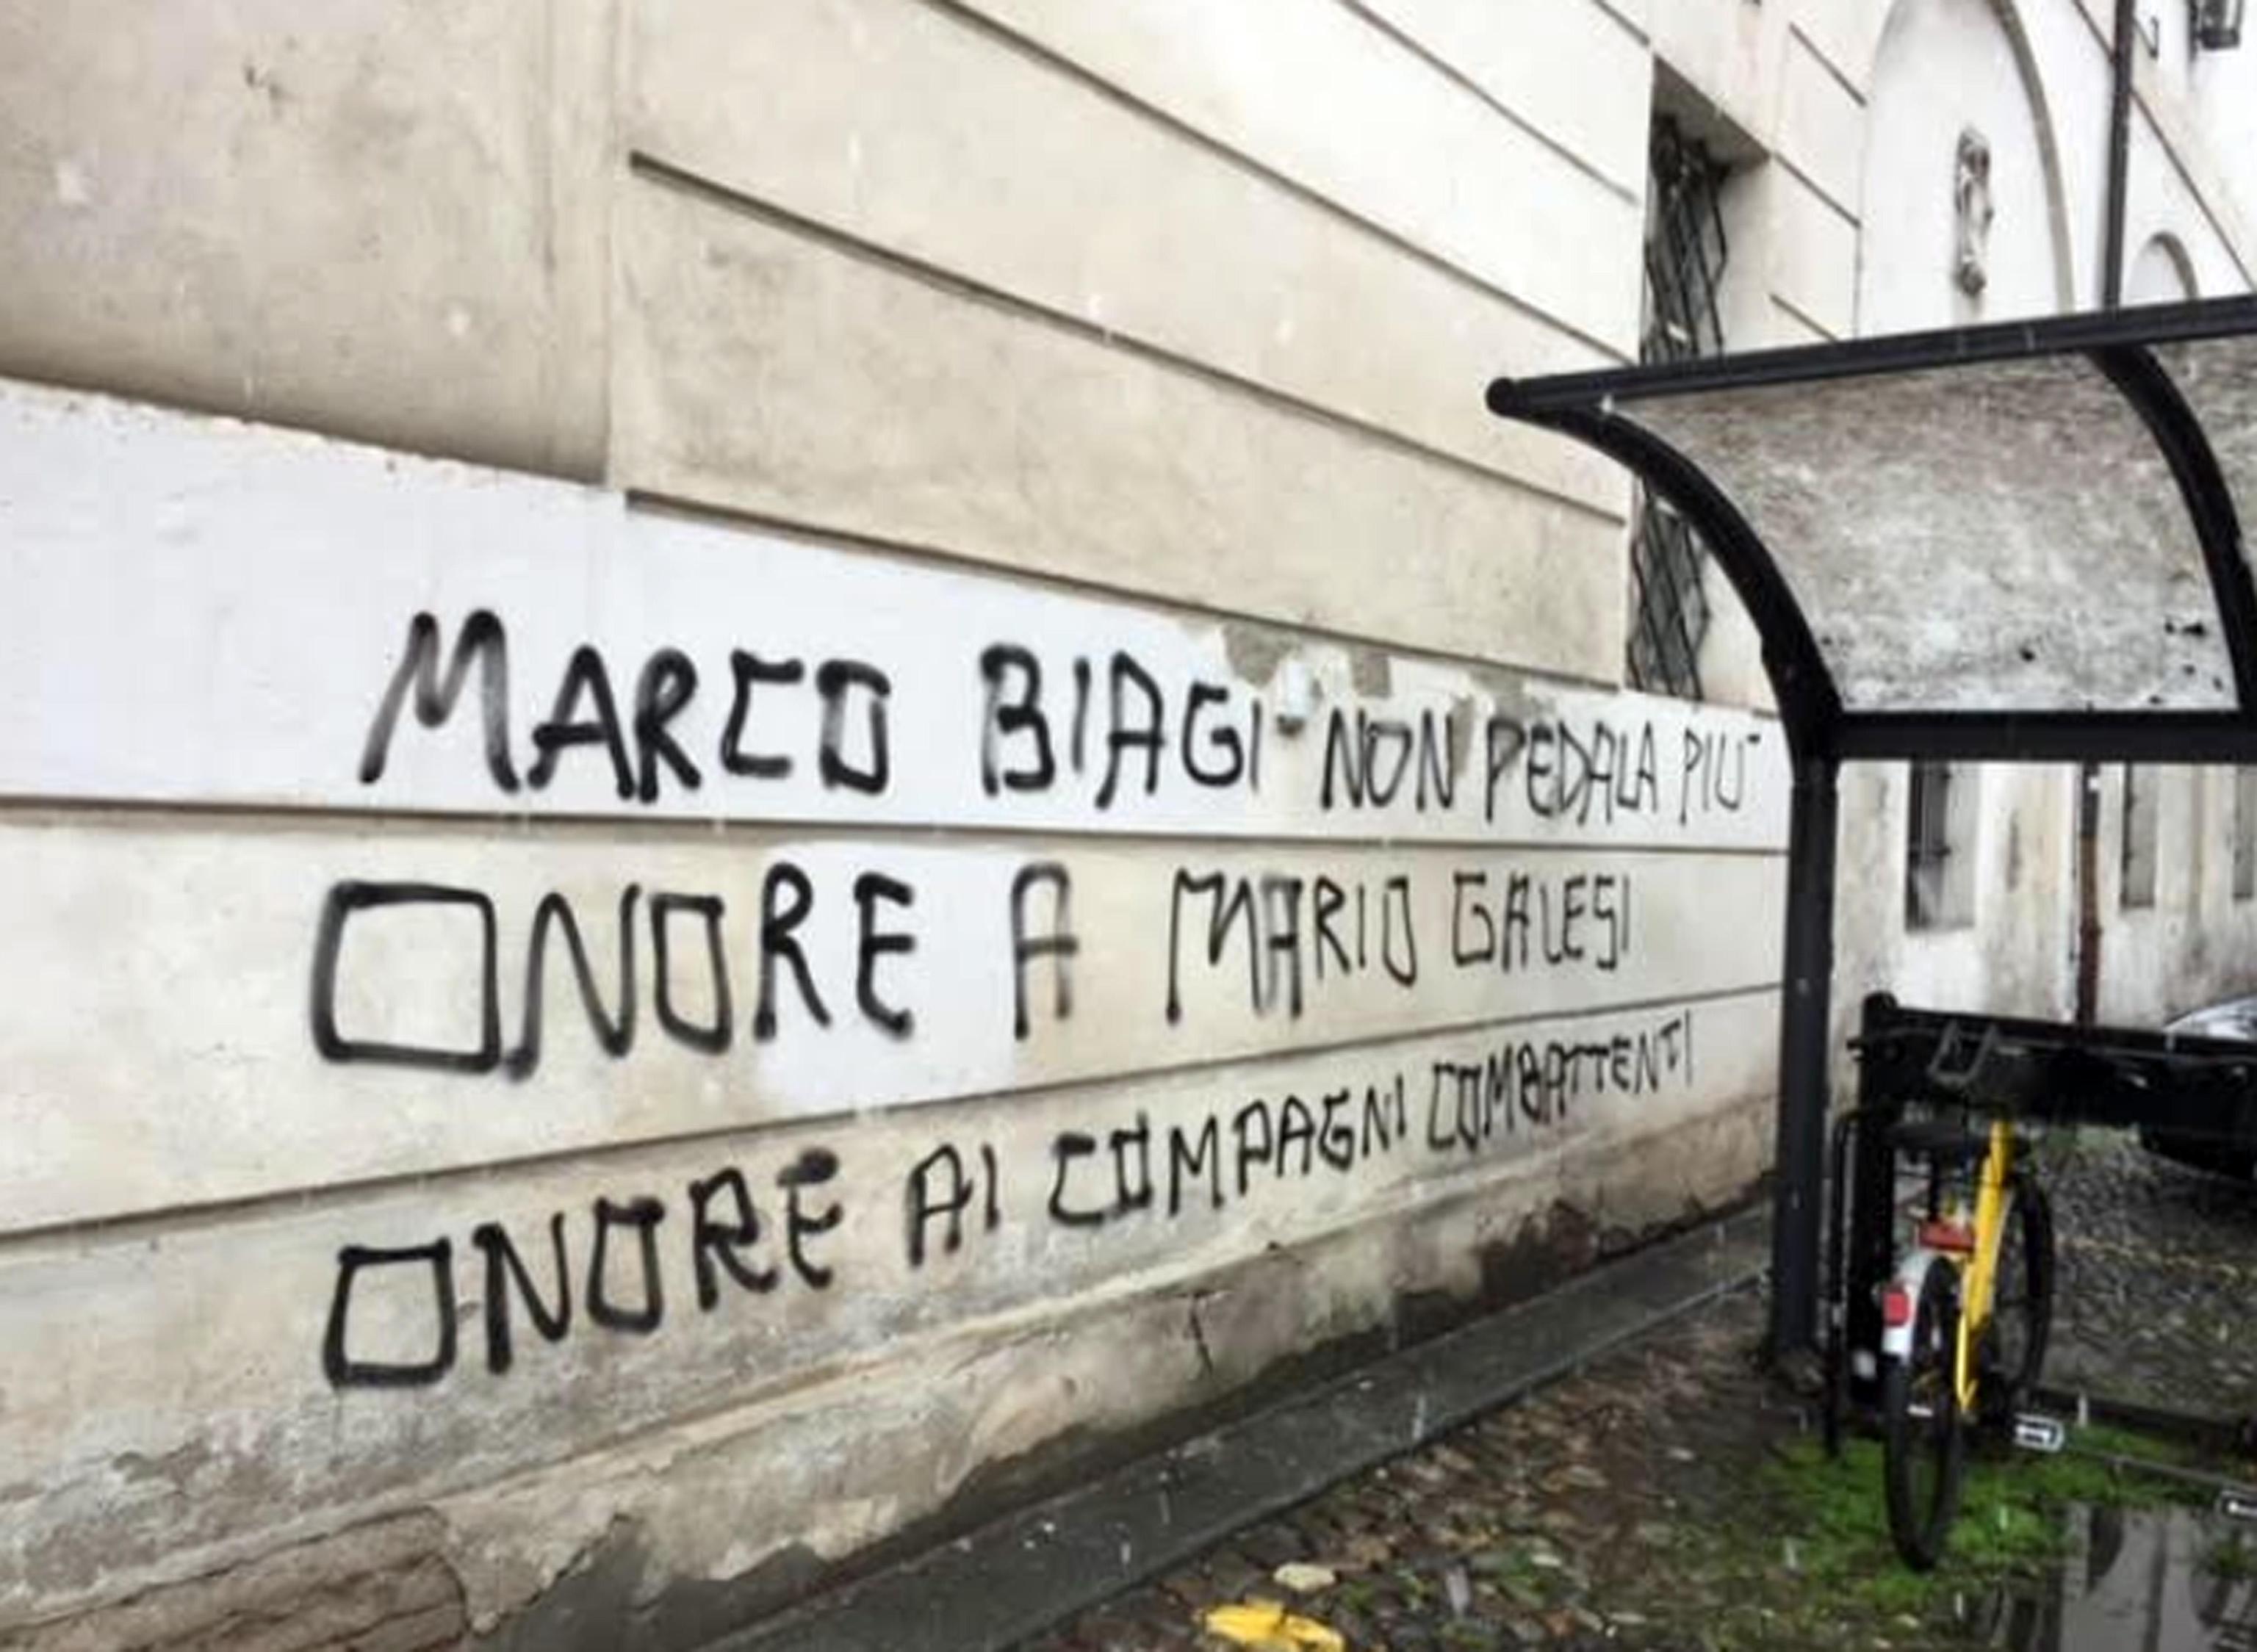 MARCO BIAGI NON PEDALA PIU'
ONORE A MARIO GALESI
ONORE AI COMPAGNI COMBATTENTI